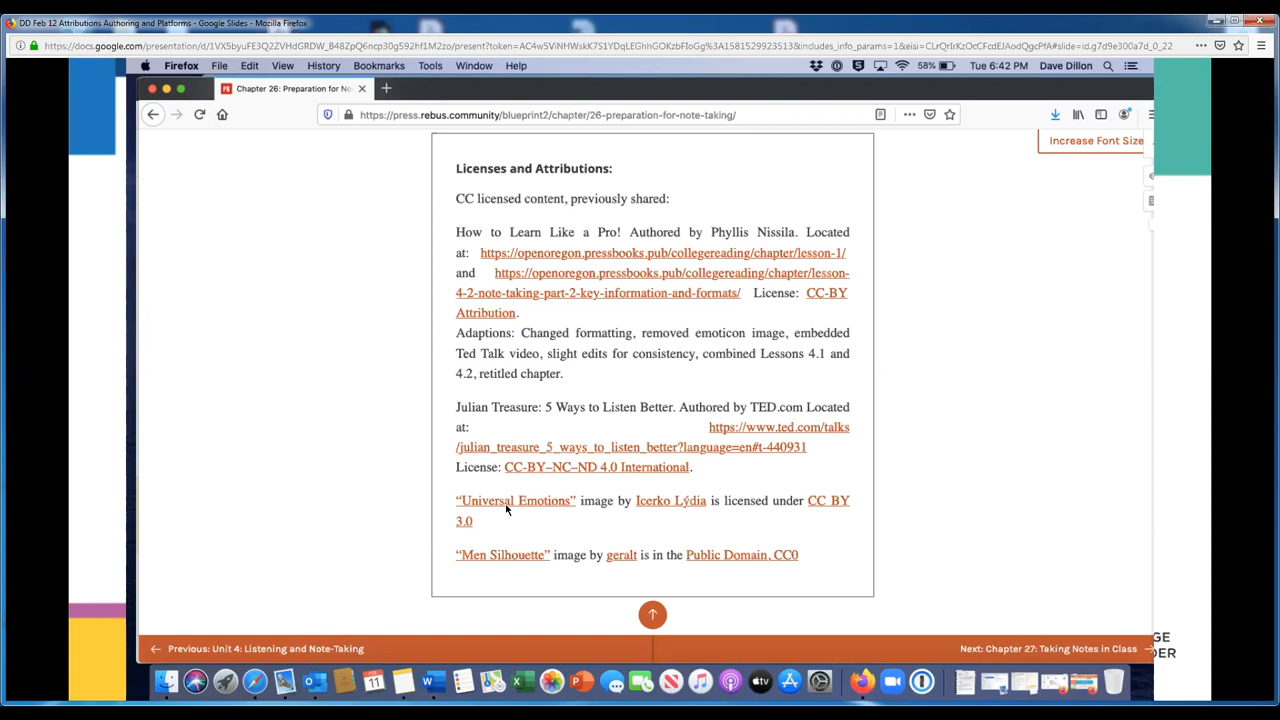 DD Feb 12 Attributions Authoring and Platforms - Google Slides - Mozilla Firefox
Firefox File Edit View History Bookmarks Tools Window Help 58% Tue 6:42 PM Dave Dillon
Chapter 26: Preparation for No
https://press.rebus.community/blueprint2/chapter/26-preparation-for-note-taking/
Increase Font Size
Licenses and Attributions:
CC licensed content, previously shared:
How to Learn Like a Pro! Authored by Phyllis Nissila. Located
at: https://openoregon.pressbooks.pub/collegereading/chapter/lesson-1/
and https://openoregon.pressbooks.pub/collegereading/chapter/lesson-
4-2-note-taking-part-2-key-information-and-formats/ License: CC-BY
Attribution.
Adaptions: Changed formatting, removed emoticon image, embedded
Ted Talk video, slight edits for consistency, combined Lessons 4.1 and
4.2, retitled chapter.
Julian Treasure: 5 Ways to Listen Better. Authored by TED.com Located
at: https://www.ted.com/talks
/julian_treasure_5_ways_to_listen_better?language=en#t-440931
License: CC-BY–NC–ND 4.0 International.
“Universal Emotions” image by Icerko Lýdia is licensed under CC BY
3.0
“Men Silhouette” image by geralt is in the Public Domain, CC0
GE
DER
Previous: Unit 4: Listening and Note-Taking
Next: Chapter 27: Taking Notes in Class